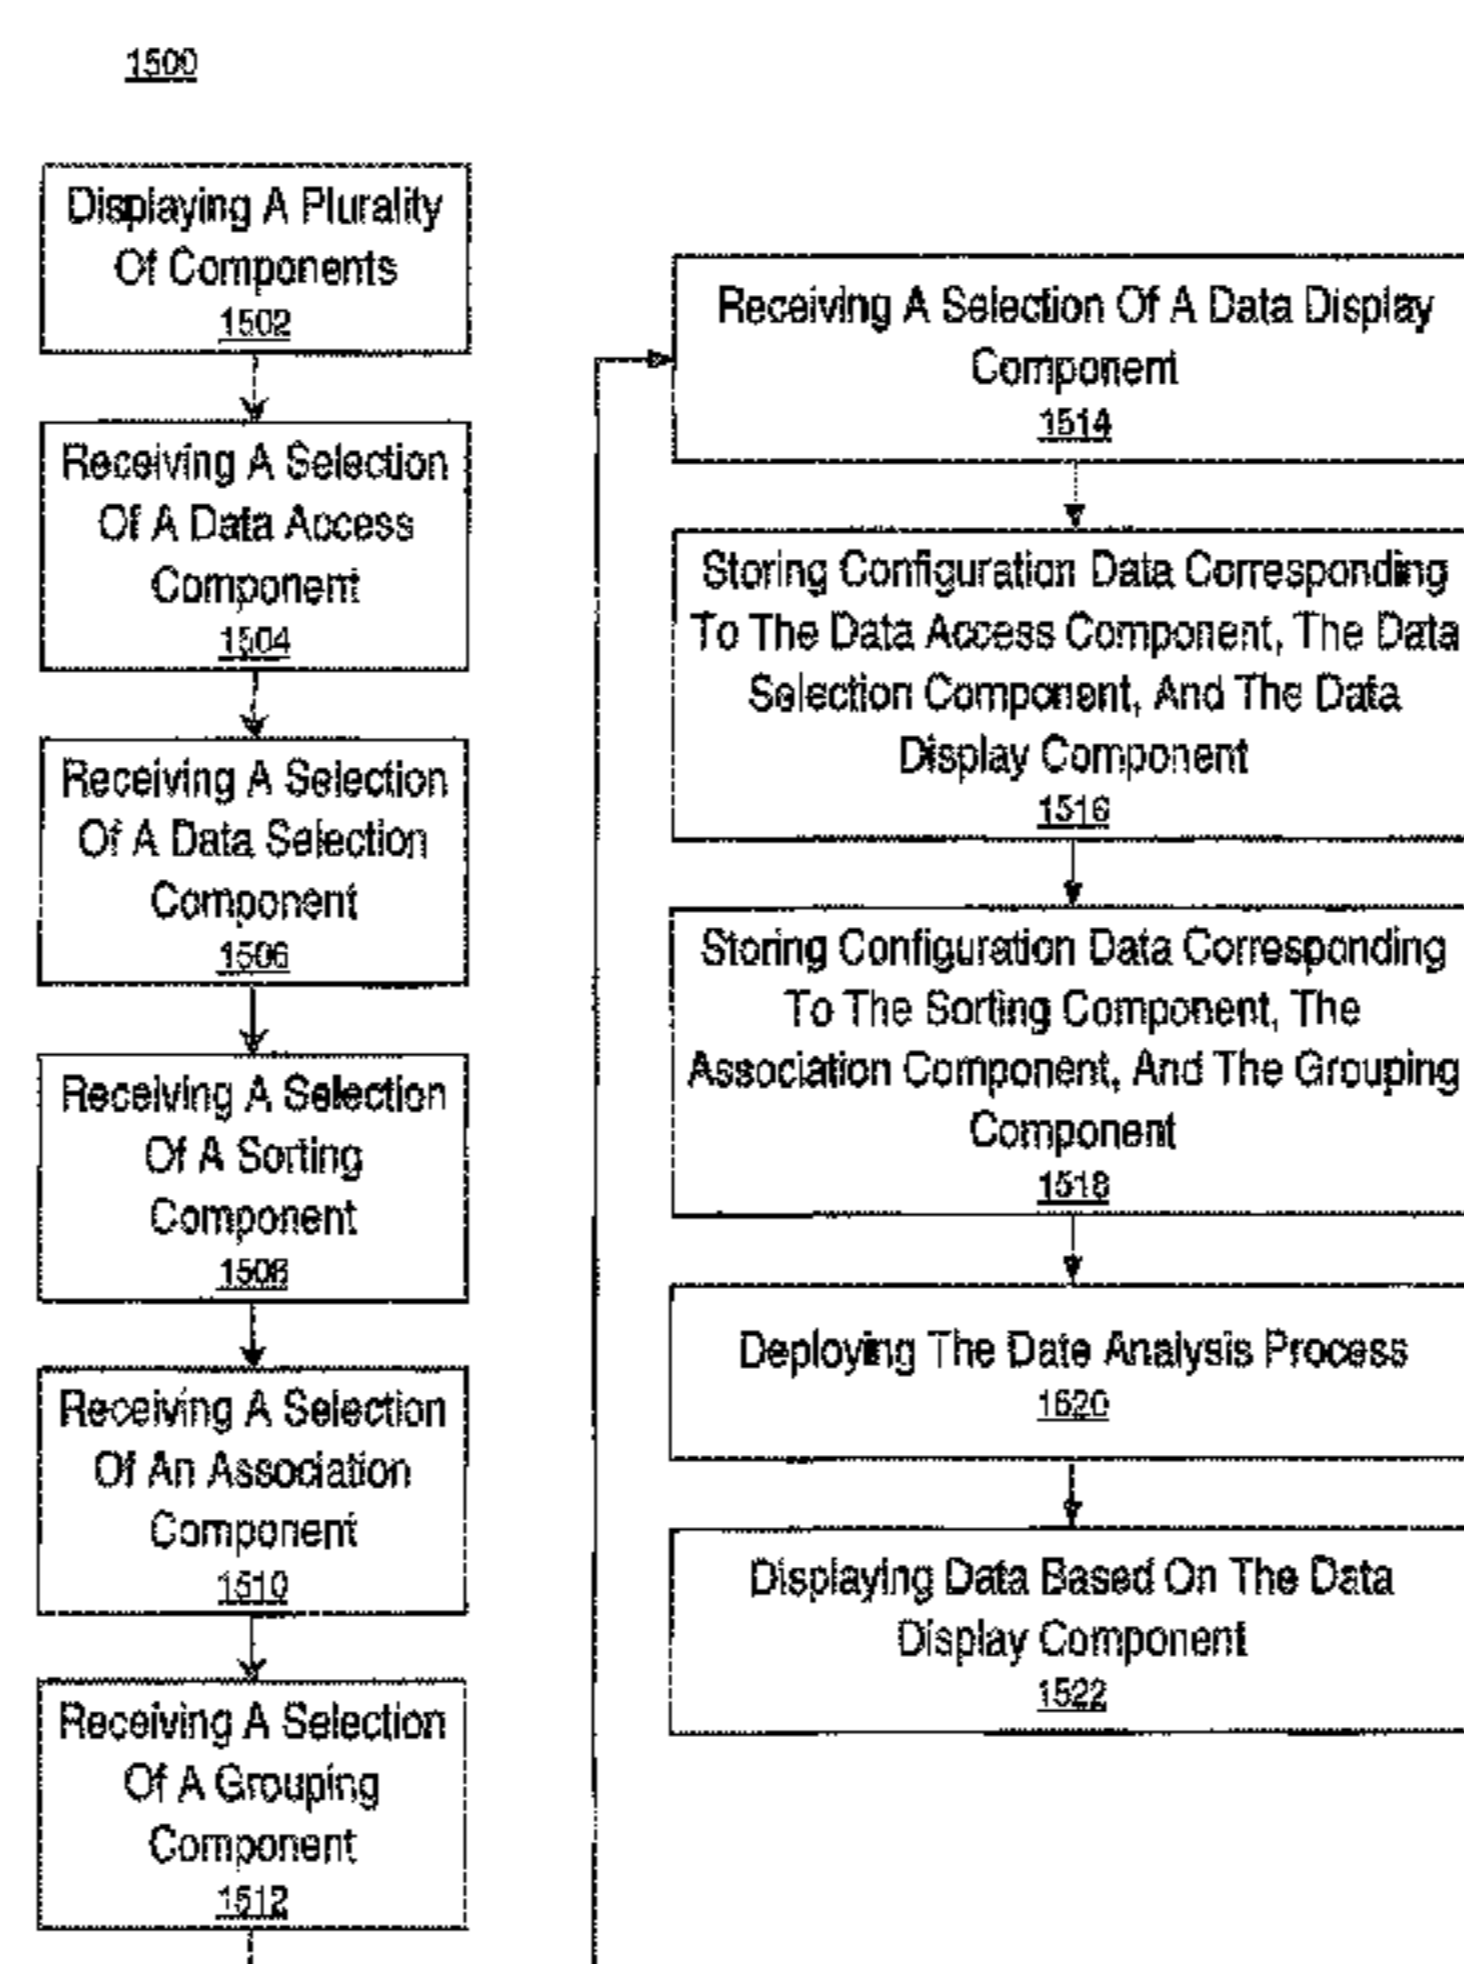 1500
Displaying A Plurality
Of Components
1502
Receiving A Selection
Of A Data Access
Component
1504
Receiving A Selection
Of A Data Selection
Component
1506
Receiving A Selection
Of A Sorting
Component
1508
Receiving A Selection
Of An Association
Component
1510
Receiving A Selection
Of A Grouping
Component
1512
Receiving A Selection Of A Data Display
Component
1514
Storing Configuration Data Corresponding
To The Data Access Component, The Data
Selection Component, And The Data
Display Component
1516
Storing Configuration Data Corresponding
To The Sorting Component, The
Association Component, And The Grouping
Component
1518
Deploying The Date Analysis Process
1520
Displaying Data Based On The Data
Display Component
1522